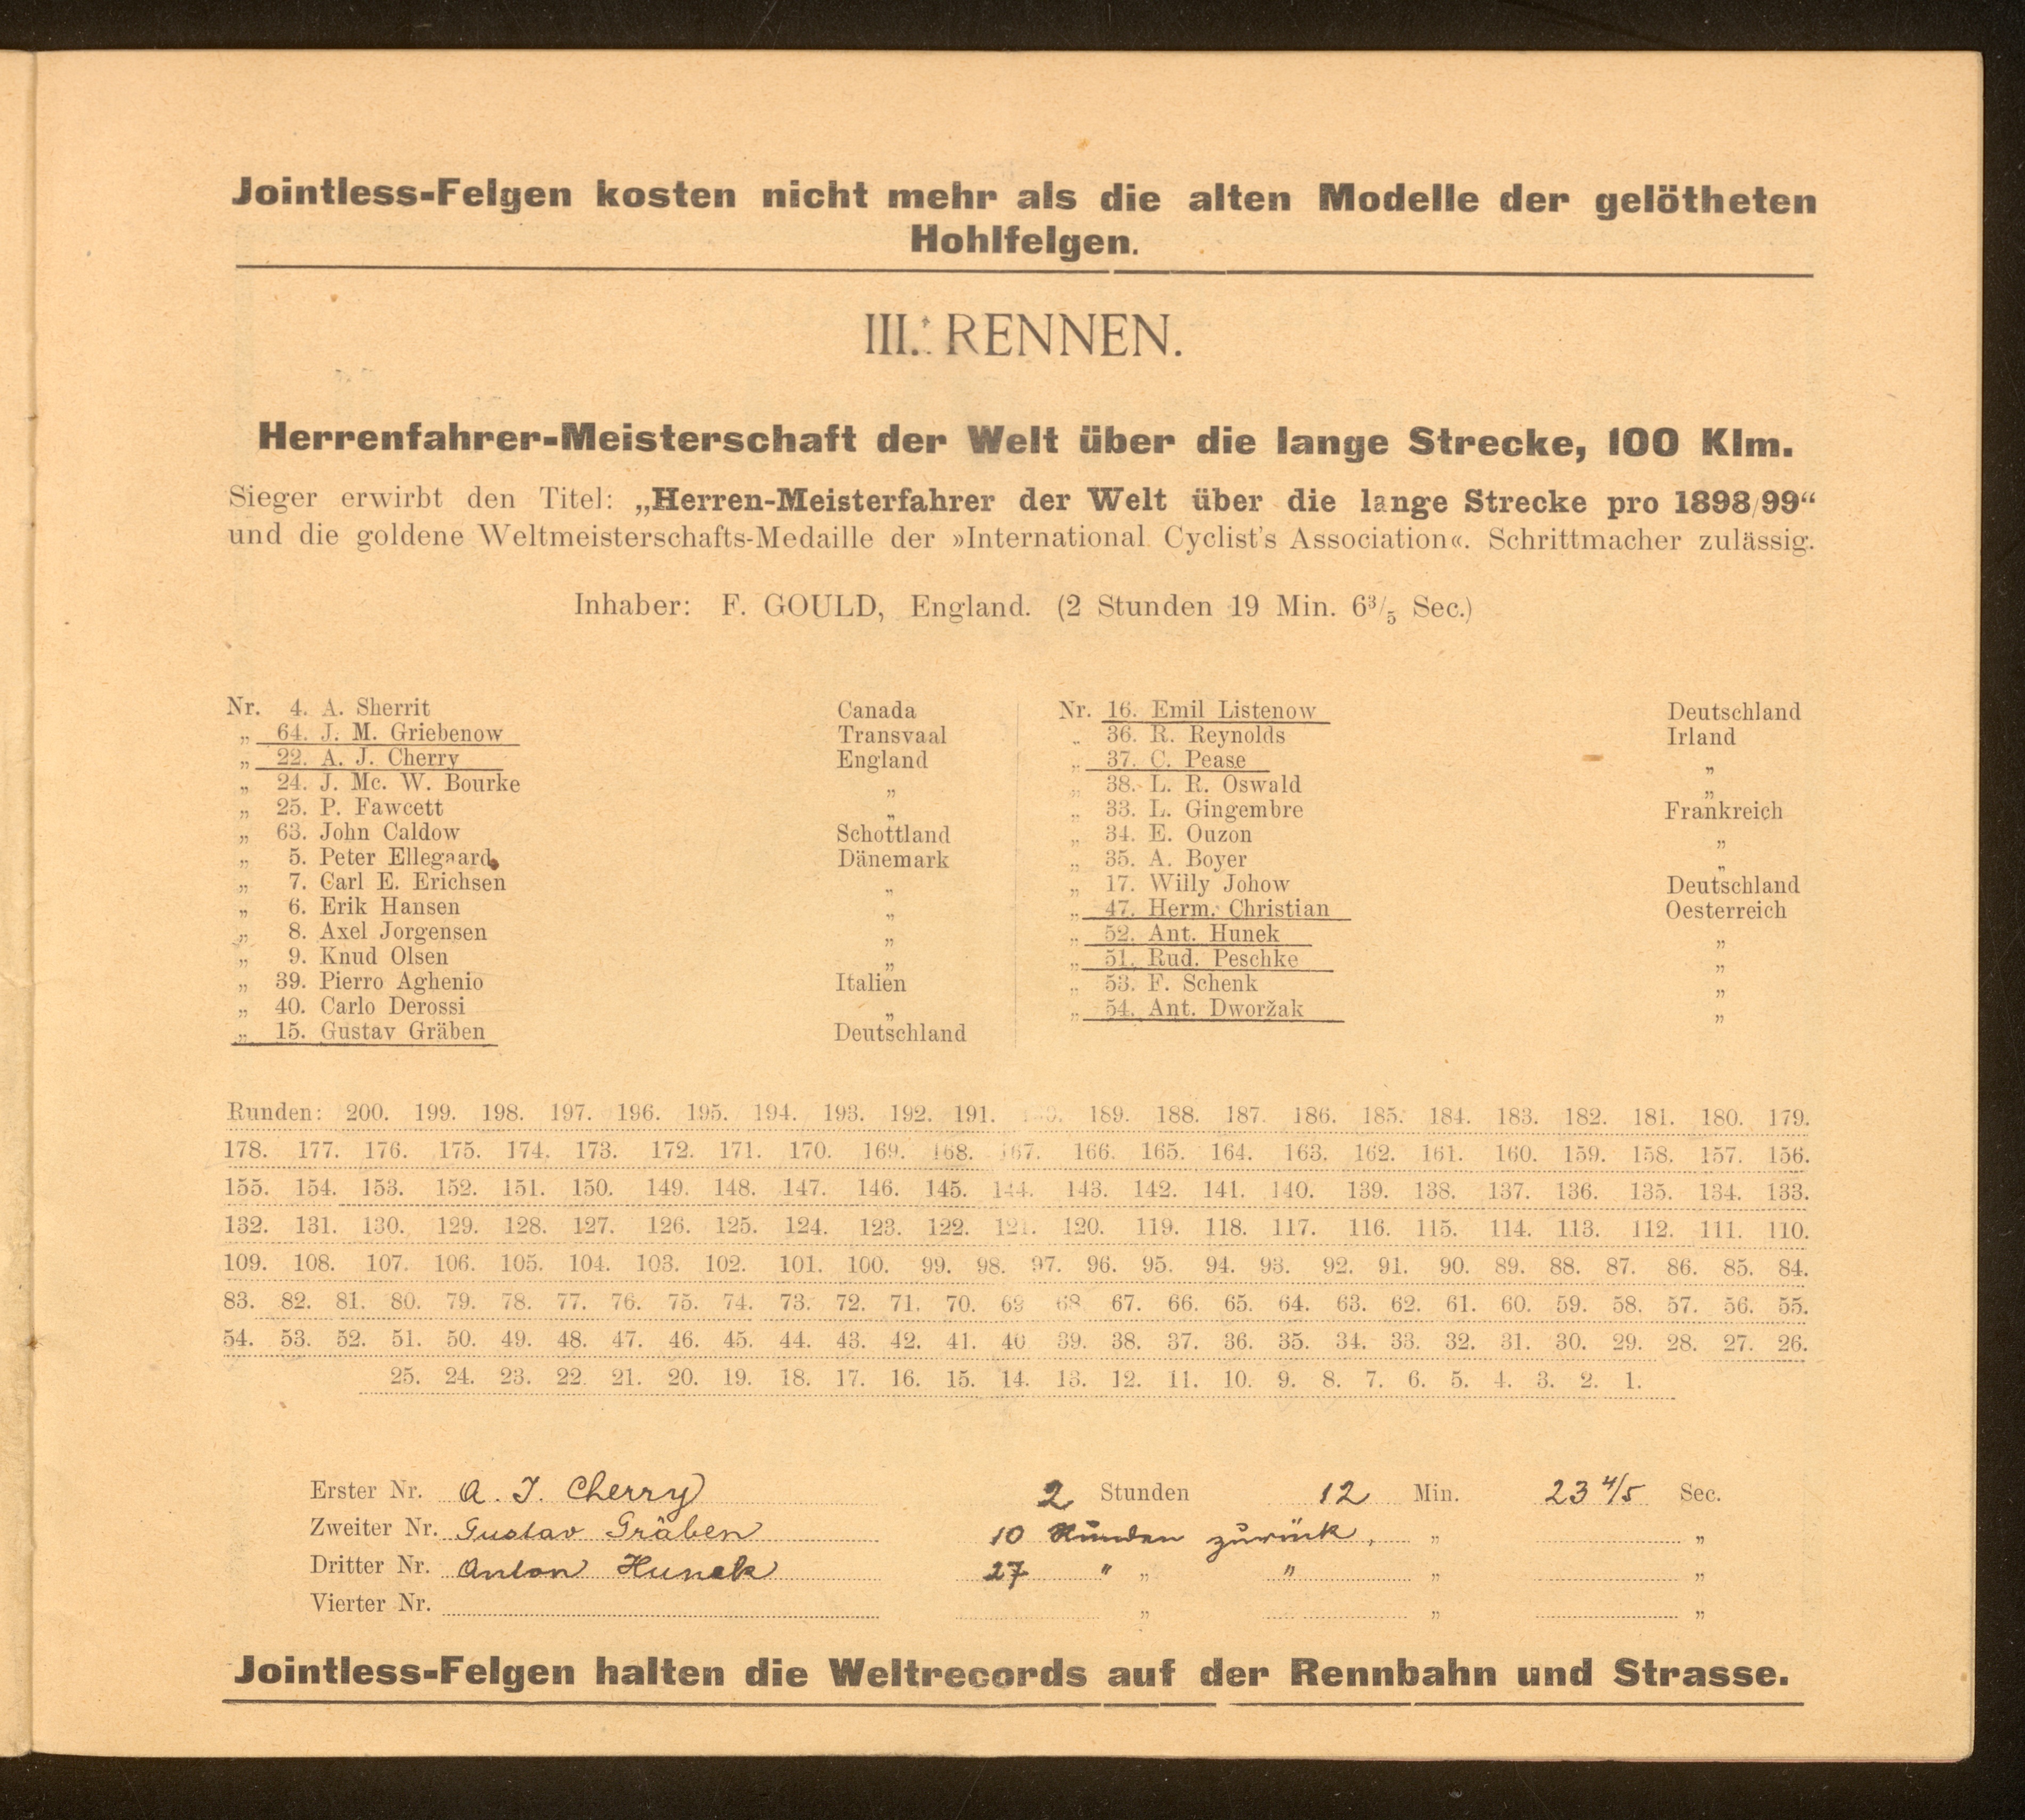 Jointless-Felgen kosten nicht mehr als die alten Modelle der gelötheten
Hohlfelgen.
III. RENNEN.
Herrenfahrer-Meisterschaft der Welt über die lange Strecke, 100 Klm.
Sieger erwirbt den Titel: „Herren-Meisterfahrer der Welt über die lange Strecke pro 1898/99“
und die goldene Weltmeisterschafts-Medaille der »International Cyclist's Association«. Schrittmacher zulässig.
Inhaber: F. GOULD, England. (2 Stunden 19 Min. 6³/₅ Sec.)
Nr. 4. A. Sherrit Canada
„ 64. J. M. Griebenow Transvaal
„ 22. A. J. Cherry England
„ 24. J. Mc. W. Bourke „
„ 25. P. Fawcett „
„ 63. John Caldow Schottland
„ 5. Peter Ellegaard Dänemark
„ 7. Carl E. Erichsen „
„ 6. Erik Hansen „
„ 8. Axel Jorgensen „
„ 9. Knud Olsen „
„ 39. Pierro Aghenio Italien
„ 40. Carlo Derossi „
„ 15. Gustav Gräben Deutschland
Nr. 16. Emil Listenow Deutschland
„ 36. R. Reynolds Irland
„ 37. C. Pease „
„ 38. L. R. Oswald „
„ 33. L. Gingembre Frankreich
„ 34. E. Ouzon „
„ 35. A. Boyer „
„ 17. Willy Johow Deutschland
„ 47. Herm. Christian Oesterreich
„ 52. Ant. Hunek „
„ 51. Rud. Peschke „
„ 53. F. Schenk „
„ 54. Ant. Dworžak „
Runden: 200. 199. 198. 197. 196. 195. 194. 193. 192. 191. 190. 189. 188. 187. 186. 185. 184. 183. 182. 181. 180. 179.
178. 177. 176. 175. 174. 173. 172. 171. 170. 169. 168. 167. 166. 165. 164. 163. 162. 161. 160. 159. 158. 157. 156.
155. 154. 153. 152. 151. 150. 149. 148. 147. 146. 145. 144. 143. 142. 141. 140. 139. 138. 137. 136. 135. 134. 133.
132. 131. 130. 129. 128. 127. 126. 125. 124. 123. 122. 121. 120. 119. 118. 117. 116. 115. 114. 113. 112. 111. 110.
109. 108. 107. 106. 105. 104. 103. 102. 101. 100. 99. 98. 97. 96. 95. 94. 93. 92. 91. 90. 89. 88. 87. 86. 85. 84.
83. 82. 81. 80. 79. 78. 77. 76. 75. 74. 73. 72. 71. 70. 69 68 67. 66. 65. 64. 63. 62. 61. 60. 59. 58. 57. 56. 55.
54. 53. 52. 51. 50. 49. 48. 47. 46. 45. 44. 43. 42. 41. 40 39. 38. 37. 36. 35. 34. 33. 32. 31. 30. 29. 28. 27. 26.
25. 24. 23. 22. 21. 20. 19. 18. 17. 16. 15. 14. 13. 12. 11. 10. 9. 8. 7. 6. 5. 4. 3. 2. 1.
Erster Nr. A. J. Cherry 2 Stunden 12 Min. 23 4/5 Sec.
Zweiter Nr. Gustav Gräben 10 Runden zurück, „ „
Dritter Nr. Anton Hunek 27 " „ " „ „
Vierter Nr. „ „ „
Jointless-Felgen halten die Weltrecords auf der Rennbahn und Strasse.